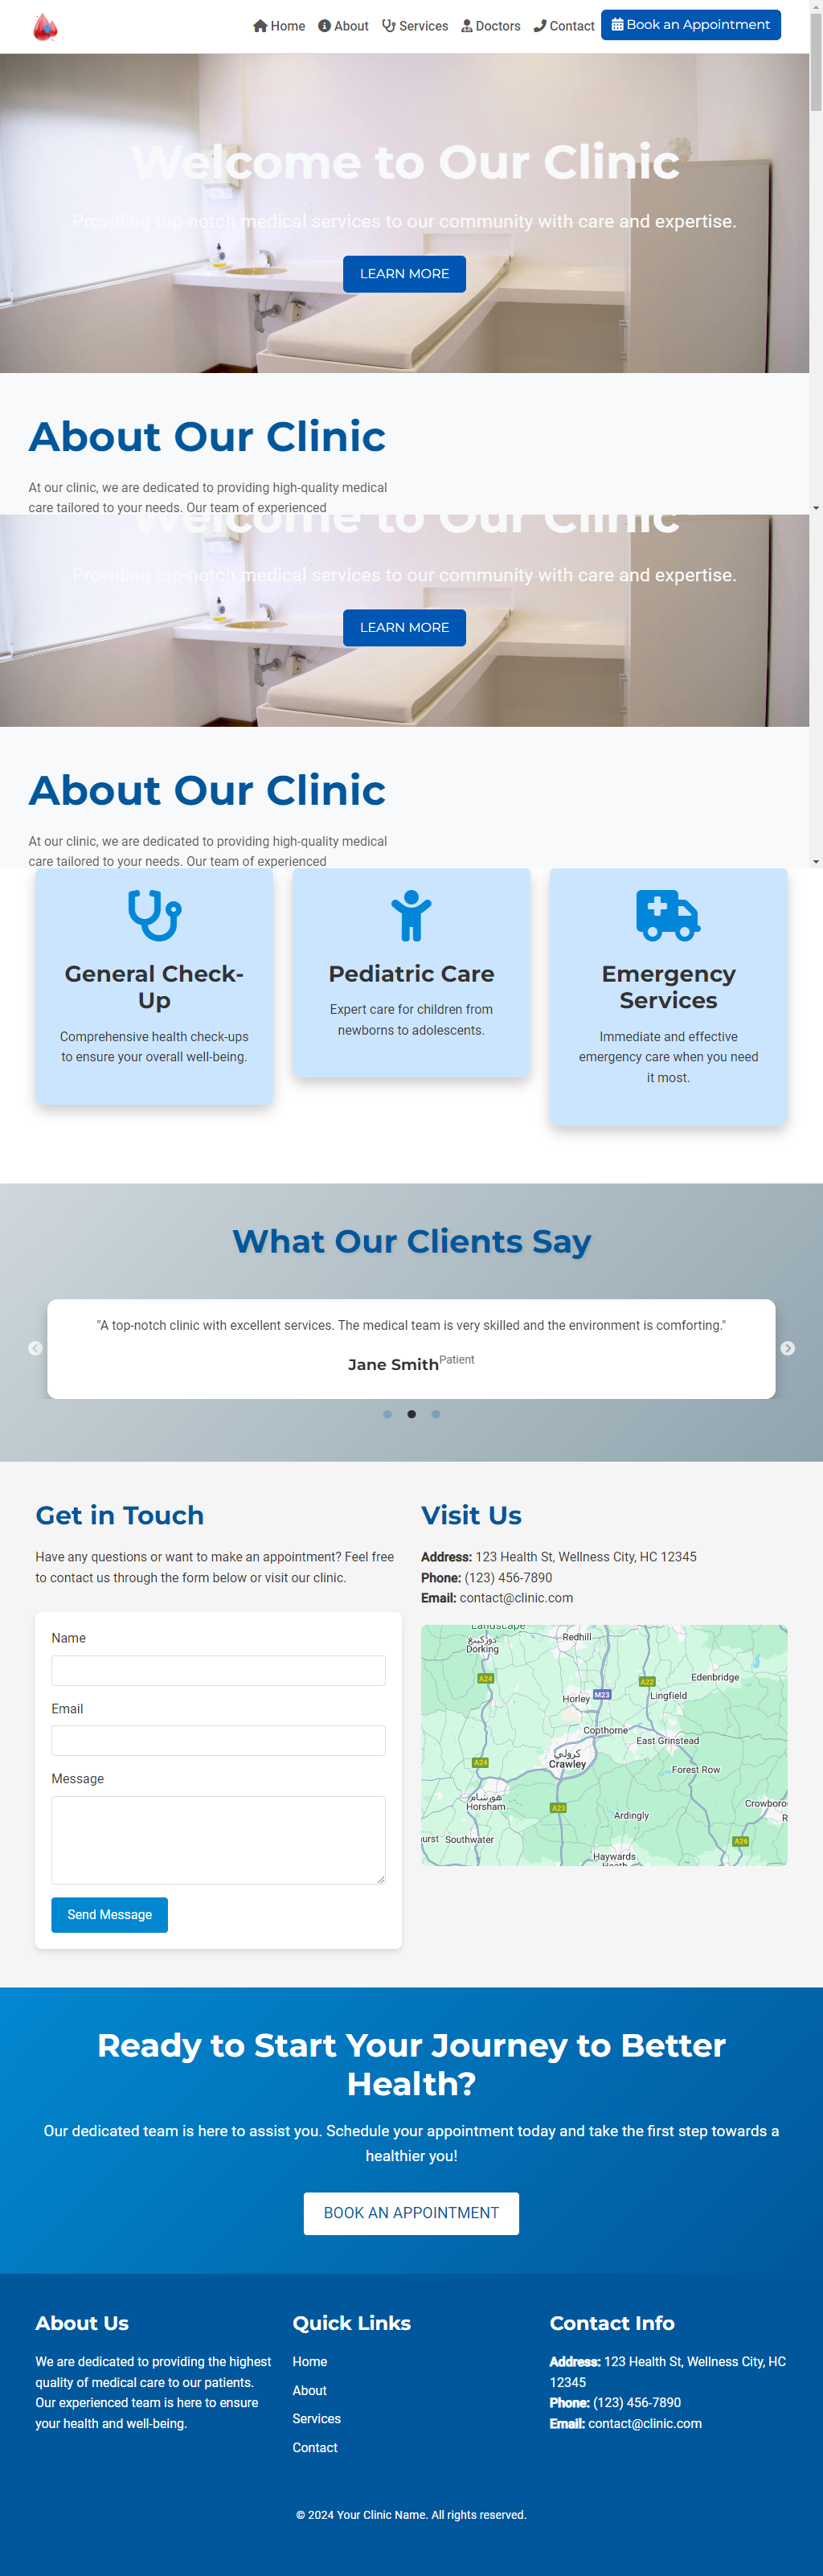 Home About Services Doctors Contact Book an Appointment
Welcome to Our Clinic
Providing top-notch medical services to our community with care and expertise.
LEARN MORE
About Our Clinic
At our clinic, we are dedicated to providing high-quality medical
care tailored to your needs. Our team of experienced
Welcome to Our Clinic
Providing top-notch medical services to our community with care and expertise.
LEARN MORE
About Our Clinic
At our clinic, we are dedicated to providing high-quality medical
care tailored to your needs. Our team of experienced
General Check-
Up
Comprehensive health check-ups
to ensure your overall well-being.
Pediatric Care
Expert care for children from
newborns to adolescents.
Emergency
Services
Immediate and effective
emergency care when you need
it most.
What Our Clients Say
"A top-notch clinic with excellent services. The medical team is very skilled and the environment is comforting."
Jane Smith Patient
Get in Touch
Have any questions or want to make an appointment? Feel free
to contact us through the form below or visit our clinic.
Name
Email
Message
Send Message
Visit Us
Address: 123 Health St, Wellness City, HC 12345
Phone: (123) 456-7890
Email: contact@clinic.com
Landscape
دوركينغ
Dorking
Redhill
A24
A22
Edenbridge
M23
Horley
Lingfield
Copthorne
East Grinstead
كرولي
Crawley
A24
Forest Row
هورشام
Horsham
A23
Crowboro
Ardingly
R
urst
Southwater
A26
Haywards
Heath
Ready to Start Your Journey to Better
Health?
Our dedicated team is here to assist you. Schedule your appointment today and take the first step towards a
healthier you!
BOOK AN APPOINTMENT
About Us
We are dedicated to providing the highest
quality of medical care to our patients.
Our experienced team is here to ensure
your health and well-being.
Quick Links
Home
About
Services
Contact
Contact Info
Address: 123 Health St, Wellness City, HC
12345
Phone: (123) 456-7890
Email: contact@clinic.com
© 2024 Your Clinic Name. All rights reserved.